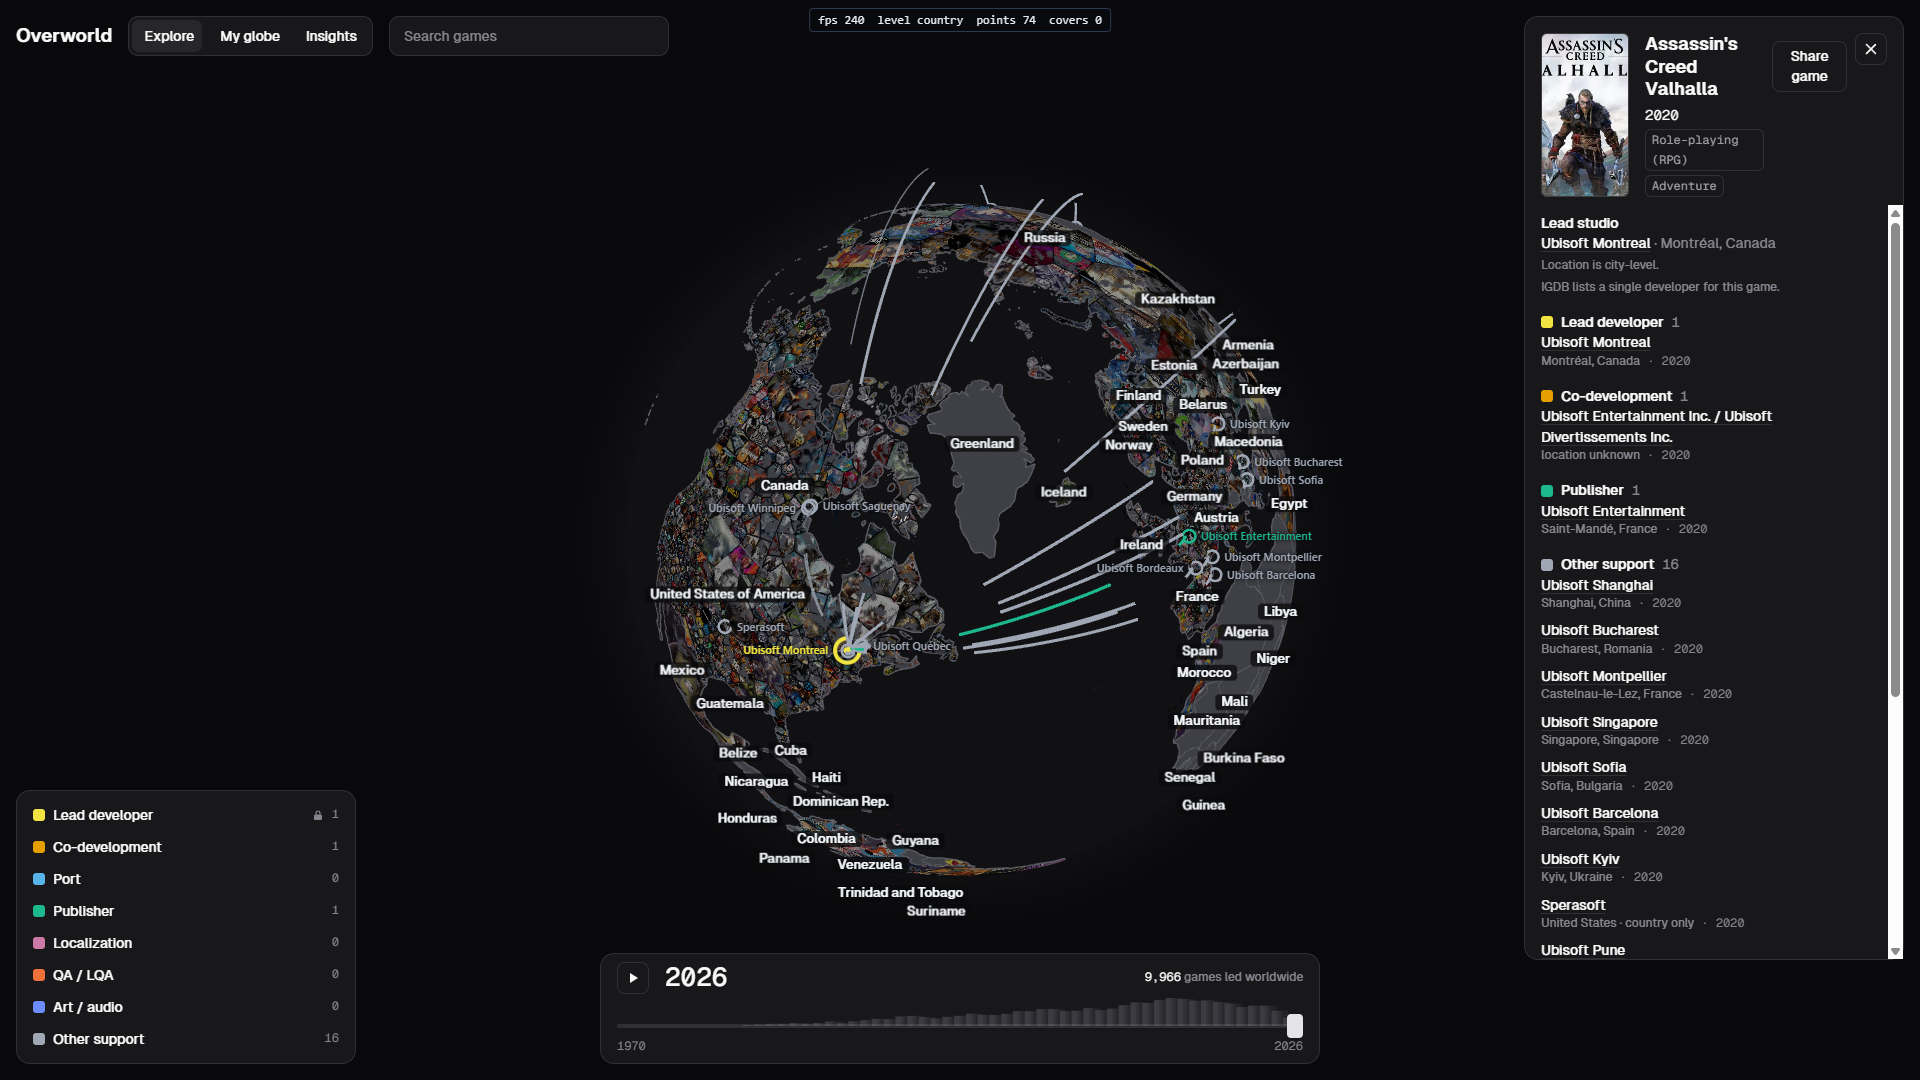 Overworld
Explore
My globe
Insights
Search games
fps 240 level country points 74 covers 0
ASSASSIN'S
CREED
ALHALL
Assassin's
Creed
Valhalla
2020
Role-playing
(RPG)
Adventure
Share
game
Lead studio
Ubisoft Montreal · Montréal, Canada
Location is city-level.
IGDB lists a single developer for this game.
Lead developer 1
Ubisoft Montreal
Montréal, Canada · 2020
Co-development 1
Ubisoft Entertainment Inc. / Ubisoft
Divertissements Inc.
location unknown · 2020
Publisher 1
Ubisoft Entertainment
Saint-Mandé, France · 2020
Other support 16
Ubisoft Shanghai
Shanghai, China · 2020
Ubisoft Bucharest
Bucharest, Romania · 2020
Ubisoft Montpellier
Castelnau-le-Lez, France · 2020
Ubisoft Singapore
Singapore, Singapore · 2020
Ubisoft Sofia
Sofia, Bulgaria · 2020
Ubisoft Barcelona
Barcelona, Spain · 2020
Ubisoft Kyiv
Kyiv, Ukraine · 2020
Sperasoft
United States · country only · 2020
Ubisoft Pune
Russia
Kazakhstan
Armenia
Estonia
Azerbaijan
Turkey
Finland
Belarus
Sweden
Ubisoft Kyiv
Norway
Macedonia
Greenland
Poland
Ubisoft Bucharest
Ubisoft Sofia
Canada
Iceland
Germany
Egypt
Ubisoft Winnipeg
Ubisoft Saguenay
Austria
Ubisoft Entertainment
Ireland
Ubisoft Montpellier
Ubisoft Bordeaux
Ubisoft Barcelona
United States of America
France
Libya
Sperasoft
Algeria
Ubisoft Montreal
Ubisoft Québec
Spain
Niger
Mexico
Morocco
Guatemala
Mali
Mauritania
Belize
Cuba
Burkina Faso
Nicaragua
Haiti
Senegal
Dominican Rep.
Guinea
Honduras
Colombia
Guyana
Panama
Venezuela
Trinidad and Tobago
Suriname
Lead developer 1
Co-development 1
Port 0
Publisher 1
Localization 0
QA / LQA 0
Art / audio 0
Other support 16
2026
9,966 games led worldwide
1970
2026